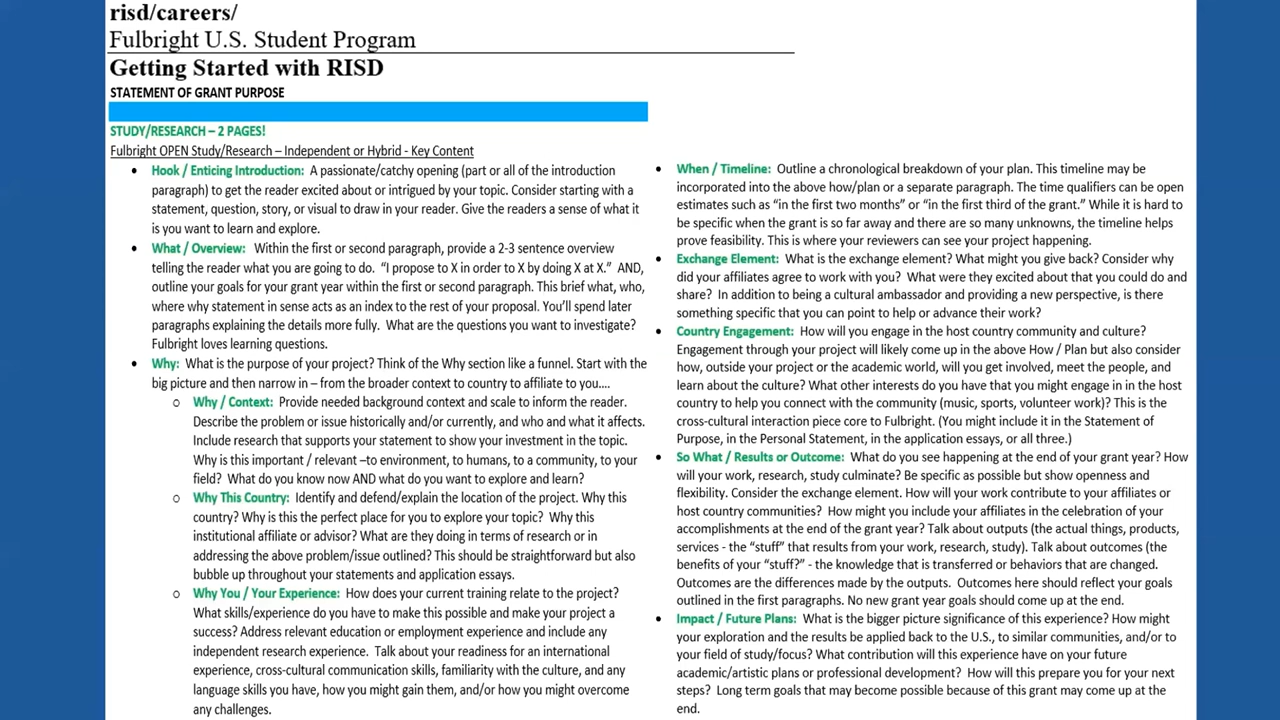 risd/careers/
Fulbright U.S. Student Program
Getting Started with RISD
STATEMENT OF GRANT PURPOSE
STUDY/RESEARCH – 2 PAGES!
Fulbright OPEN Study/Research – Independent or Hybrid - Key Content
• Hook / Enticing Introduction: A passionate/catchy opening (part or all of the introduction
paragraph) to get the reader excited about or intrigued by your topic. Consider starting with a
statement, question, story, or visual to draw in your reader. Give the readers a sense of what it
is you want to learn and explore.
• What / Overview: Within the first or second paragraph, provide a 2-3 sentence overview
telling the reader what you are going to do. “I propose to X in order to X by doing X at X.” AND,
outline your goals for your grant year within the first or second paragraph. This brief what, who,
where why statement in sense acts as an index to the rest of your proposal. You’ll spend later
paragraphs explaining the details more fully. What are the questions you want to investigate?
Fulbright loves learning questions.
• Why: What is the purpose of your project? Think of the Why section like a funnel. Start with the
big picture and then narrow in – from the broader context to country to affiliate to you....
o Why / Context: Provide needed background context and scale to inform the reader.
Describe the problem or issue historically and/or currently, and who and what it affects.
Include research that supports your statement to show your investment in the topic.
Why is this important / relevant –to environment, to humans, to a community, to your
field? What do you know now AND what do you want to explore and learn?
o Why This Country: Identify and defend/explain the location of the project. Why this
country? Why is this the perfect place for you to explore your topic? Why this
institutional affiliate or advisor? What are they doing in terms of research or in
addressing the above problem/issue outlined? This should be straightforward but also
bubble up throughout your statements and application essays.
o Why You / Your Experience: How does your current training relate to the project?
What skills/experience do you have to make this possible and make your project a
success? Address relevant education or employment experience and include any
independent research experience. Talk about your readiness for an international
experience, cross-cultural communication skills, familiarity with the culture, and any
language skills you have, how you might gain them, and/or how you might overcome
any challenges.
• When / Timeline: Outline a chronological breakdown of your plan. This timeline may be
incorporated into the above how/plan or a separate paragraph. The time qualifiers can be open
estimates such as “in the first two months” or “in the first third of the grant.” While it is hard to
be specific when the grant is so far away and there are so many unknowns, the timeline helps
prove feasibility. This is where your reviewers can see your project happening.
• Exchange Element: What is the exchange element? What might you give back? Consider why
did your affiliates agree to work with you? What were they excited about that you could do and
share? In addition to being a cultural ambassador and providing a new perspective, is there
something specific that you can point to help or advance their work?
• Country Engagement: How will you engage in the host country community and culture?
Engagement through your project will likely come up in the above How / Plan but also consider
how, outside your project or the academic world, will you get involved, meet the people, and
learn about the culture? What other interests do you have that you might engage in in the host
country to help you connect with the community (music, sports, volunteer work)? This is the
cross-cultural interaction piece core to Fulbright. (You might include it in the Statement of
Purpose, in the Personal Statement, in the application essays, or all three.)
• So What / Results or Outcome: What do you see happening at the end of your grant year? How
will your work, research, study culminate? Be specific as possible but show openness and
flexibility. Consider the exchange element. How will your work contribute to your affiliates or
host country communities? How might you include your affiliates in the celebration of your
accomplishments at the end of the grant year? Talk about outputs (the actual things, products,
services - the “stuff” that results from your work, research, study). Talk about outcomes (the
benefits of your “stuff?” - the knowledge that is transferred or behaviors that are changed.
Outcomes are the differences made by the outputs. Outcomes here should reflect your goals
outlined in the first paragraphs. No new grant year goals should come up at the end.
• Impact / Future Plans: What is the bigger picture significance of this experience? How might
your exploration and the results be applied back to the U.S., to similar communities, and/or to
your field of study/focus? What contribution will this experience have on your future
academic/artistic plans or professional development? How will this prepare you for your next
steps? Long term goals that may become possible because of this grant may come up at the
end.